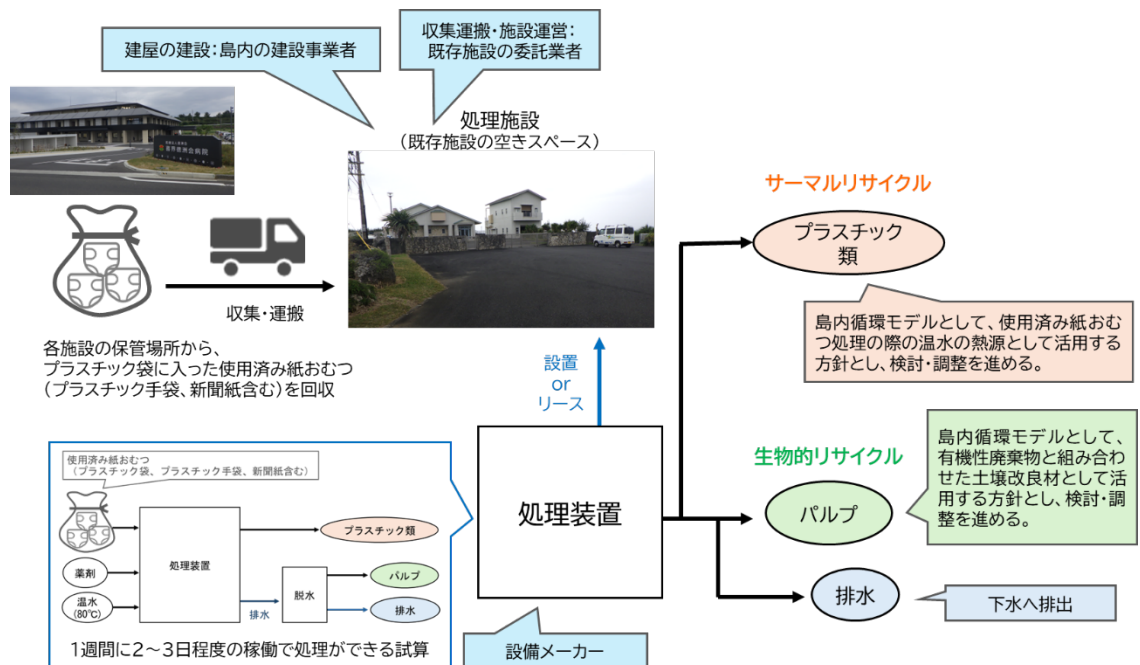 建屋の建設：島内の建設事業者
収集運搬・施設運営：
既存施設の委託業者
喜界徳洲会病院
処理施設
（既存施設の空きスペース）
収集・運搬
各施設の保管場所から、
プラスチック袋に入った使用済み紙おむつ
（プラスチック手袋、新聞紙含む）を回収
設置
or
リース
サーマルリサイクル
プラスチック
類
島内循環モデルとして、使用済み紙おむ
つ処理の際の温水の熱源として活用する
方針とし、検討・調整を進める。
生物的リサイクル
パルプ
島内循環モデルとして、
有機性廃棄物と組み合わ
せた土壌改良材として活
用する方針とし、検討・調
整を進める。
排水
下水へ排出
処理装置
設備メーカー
使用済み紙おむつ
（プラスチック袋、プラスチック手袋、新聞紙含む）
薬剤
温水
（80℃）
処理装置
プラスチック類
排水
脱水
パルプ
排水
1週間に2～3日程度の稼働で処理ができる試算